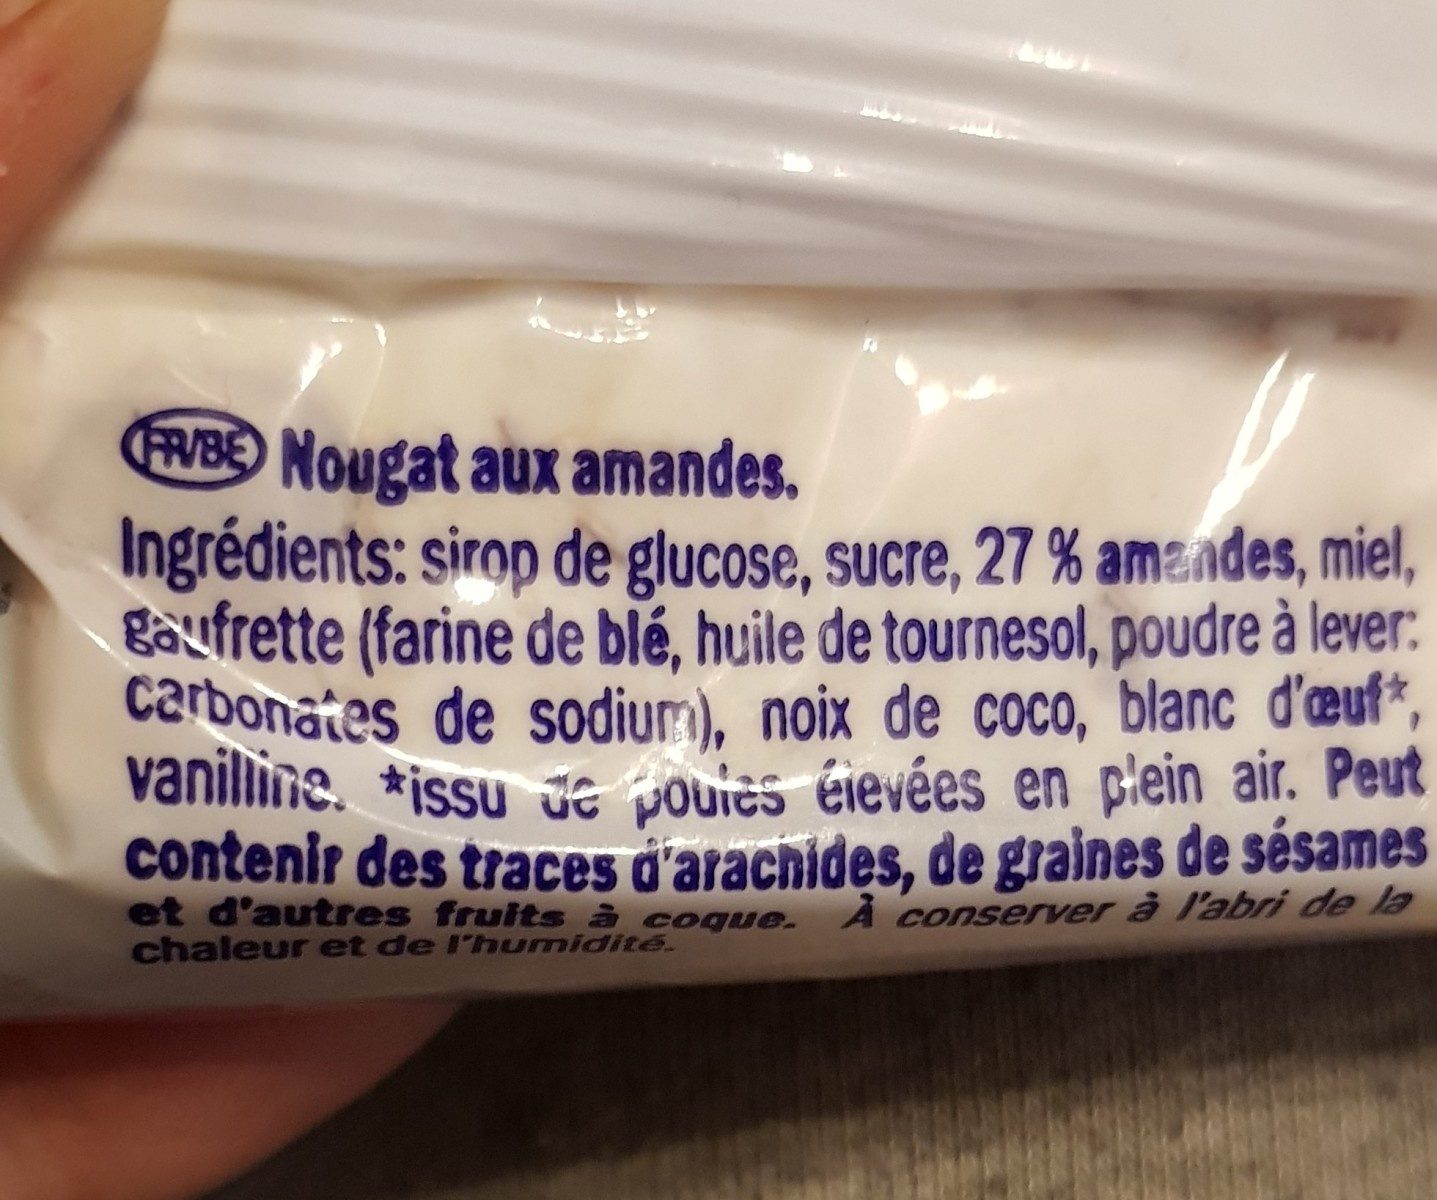 FR/BE Nougat aux amandes.
Ingrédients: sirop de glucose, sucre, 27 % amandes, miel,
gaufrette (farine de blé, huile de tournesol, poudre à lever:
carbonates de sodium), noix de coco, blanc d'œuf*,
vanilline. *issu de poules élevées en plein air. Peut
contenir des traces d'arachides, de graines de sésames
et d'autres fruits à coque. À conserver à l'abri de la
chaleur et de l'humidité.